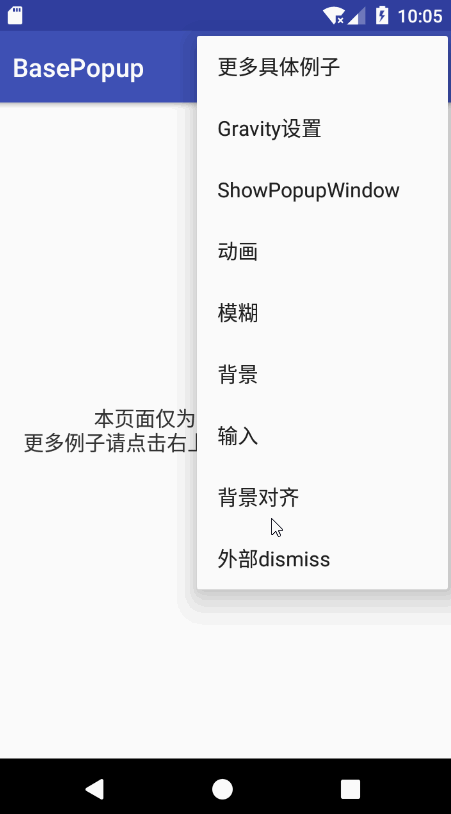 10:05
BasePopup
更多具体例子
Gravity设置
ShowPopupWindow
动画
模糊
背景
输入
背景对齐
外部dismiss
本页面仅为
更多例子请点击右上